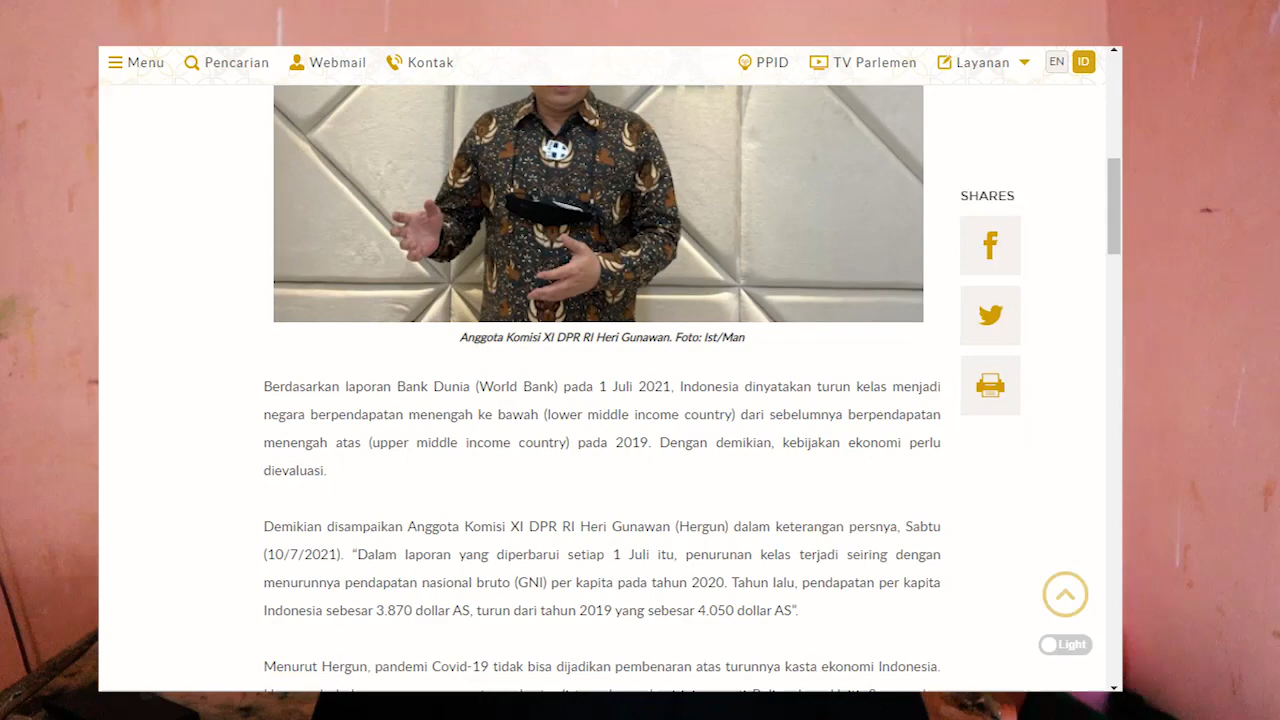 Menu Pencarian Webmail Kontak PPID TV Parlemen Layanan EN ID
SHARES
Anggota Komisi XI DPR RI Heri Gunawan. Foto: Ist/Man
Berdasarkan laporan Bank Dunia (World Bank) pada 1 Juli 2021, Indonesia dinyatakan turun kelas menjadi
negara berpendapatan menengah ke bawah (lower middle income country) dari sebelumnya berpendapatan
menengah atas (upper middle income country) pada 2019. Dengan demikian, kebijakan ekonomi perlu
dievaluasi.
Demikian disampaikan Anggota Komisi XI DPR RI Heri Gunawan (Hergun) dalam keterangan persnya, Sabtu
(10/7/2021). “Dalam laporan yang diperbarui setiap 1 Juli itu, penurunan kelas terjadi seiring dengan
menurunnya pendapatan nasional bruto (GNI) per kapita pada tahun 2020. Tahun lalu, pendapatan per kapita
Indonesia sebesar 3.870 dollar AS, turun dari tahun 2019 yang sebesar 4.050 dollar AS”.
Light
Menurut Hergun, pandemi Covid-19 tidak bisa dijadikan pembenaran atas turunnya kasta ekonomi Indonesia.